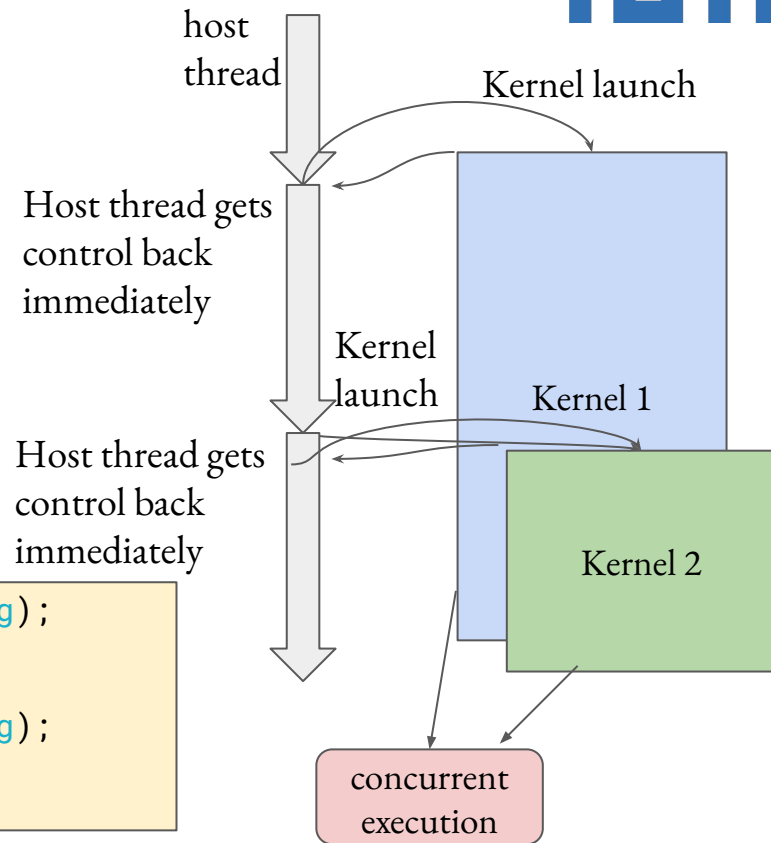 host
thread
Kernel launch
Host thread gets
control back
immediately
Kernel
launch
Kernel 1
Host thread gets
control back
immediately
Kernel 2
g);
g);
concurrent
execution